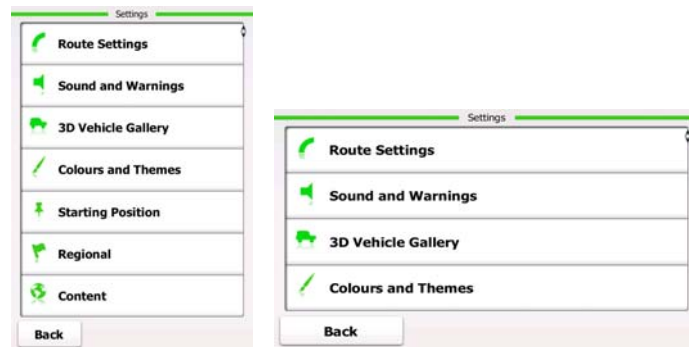 Settings
Route Settings
Sound and Warnings
3D Vehicle Gallery
Colours and Themes
Starting Position
Regional
Content
Back
Settings
Route Settings
Sound and Warnings
3D Vehicle Gallery
Colours and Themes
Back